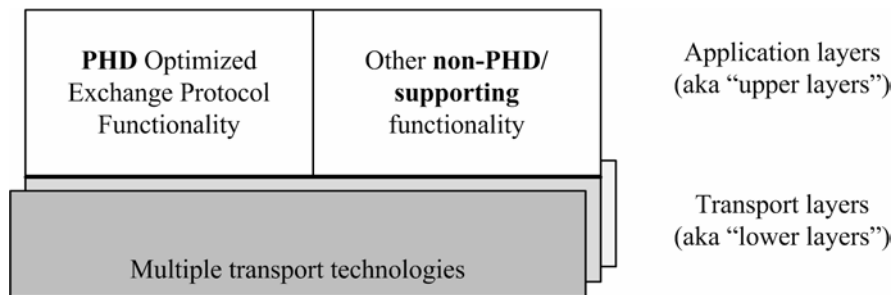 PHD Optimized
Exchange Protocol
Functionality
Other non-PHD/
supporting
functionality
Application layers
(aka “upper layers”)
Transport layers
(aka “lower layers”)
Multiple transport technologies